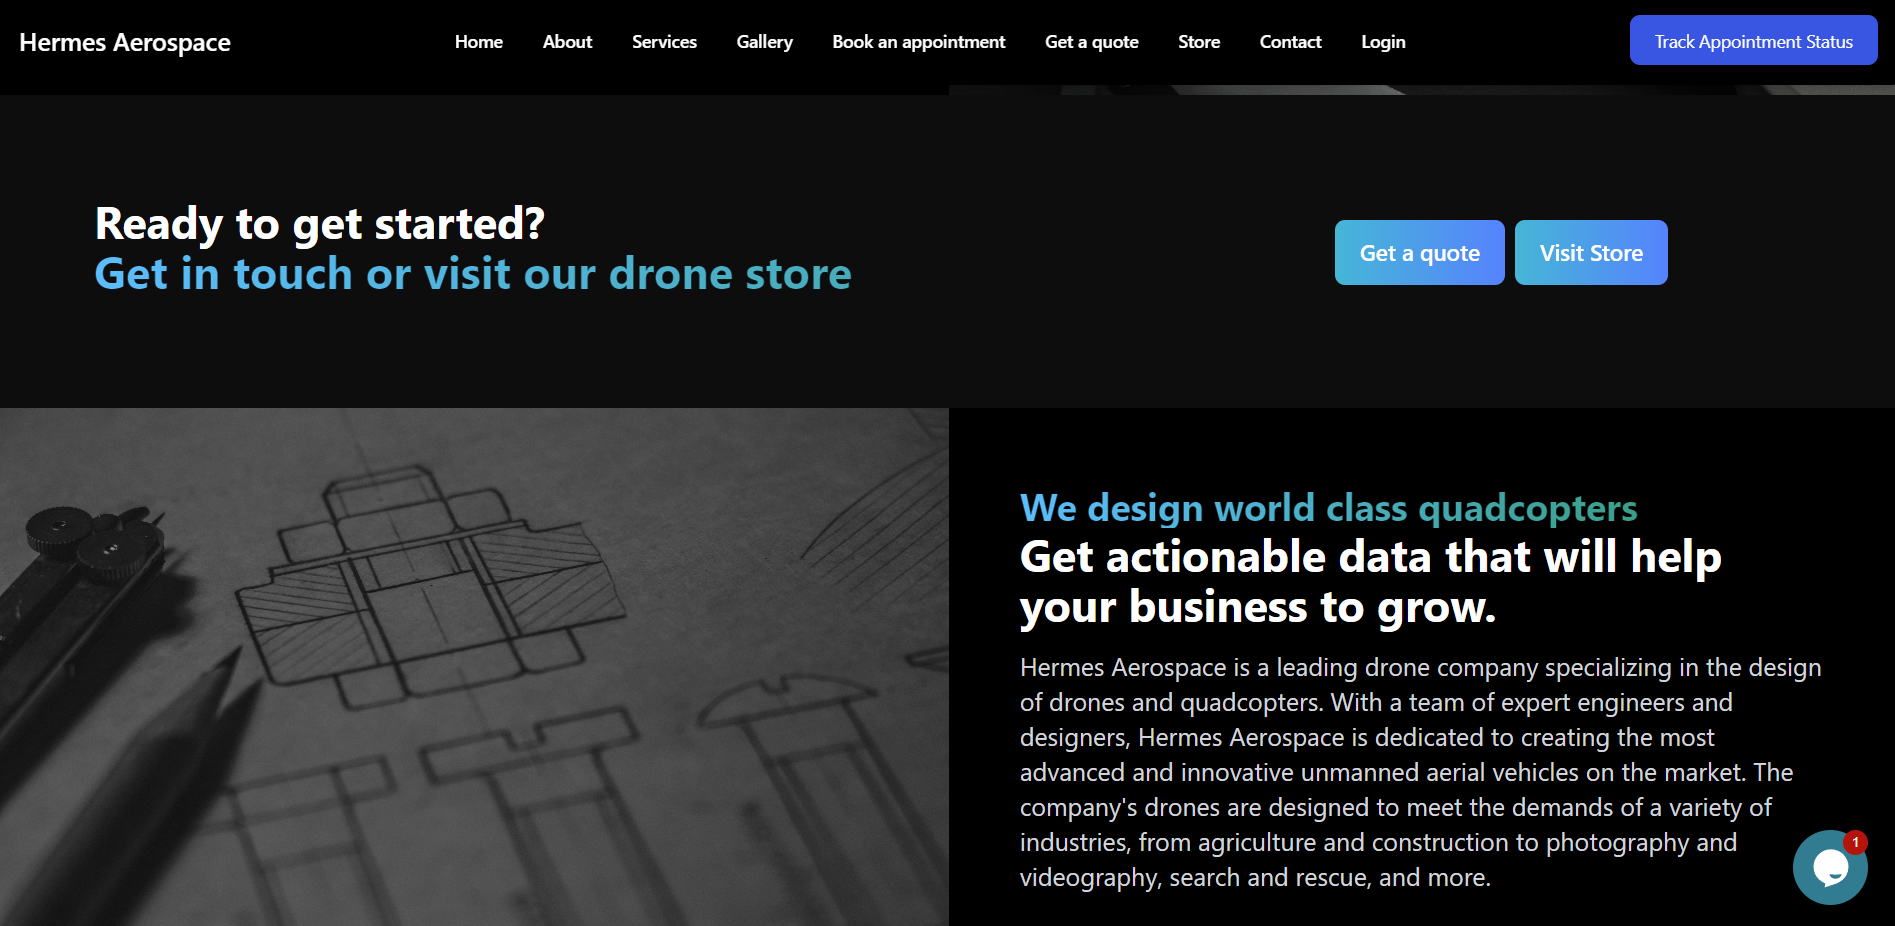 Hermes Aerospace
Home
About
Services
Gallery
Book an appointment
Get a quote
Store
Contact
Login
Track Appointment Status
Ready to get started?
Get in touch or visit our drone store
Get a quote
Visit Store
We design world class quadcopters
Get actionable data that will help
your business to grow.
Hermes Aerospace is a leading drone company specializing in the design
of drones and quadcopters. With a team of expert engineers and
designers, Hermes Aerospace is dedicated to creating the most
advanced and innovative unmanned aerial vehicles on the market. The
company's drones are designed to meet the demands of a variety of
industries, from agriculture and construction to photography and
videography, search and rescue, and more.
1